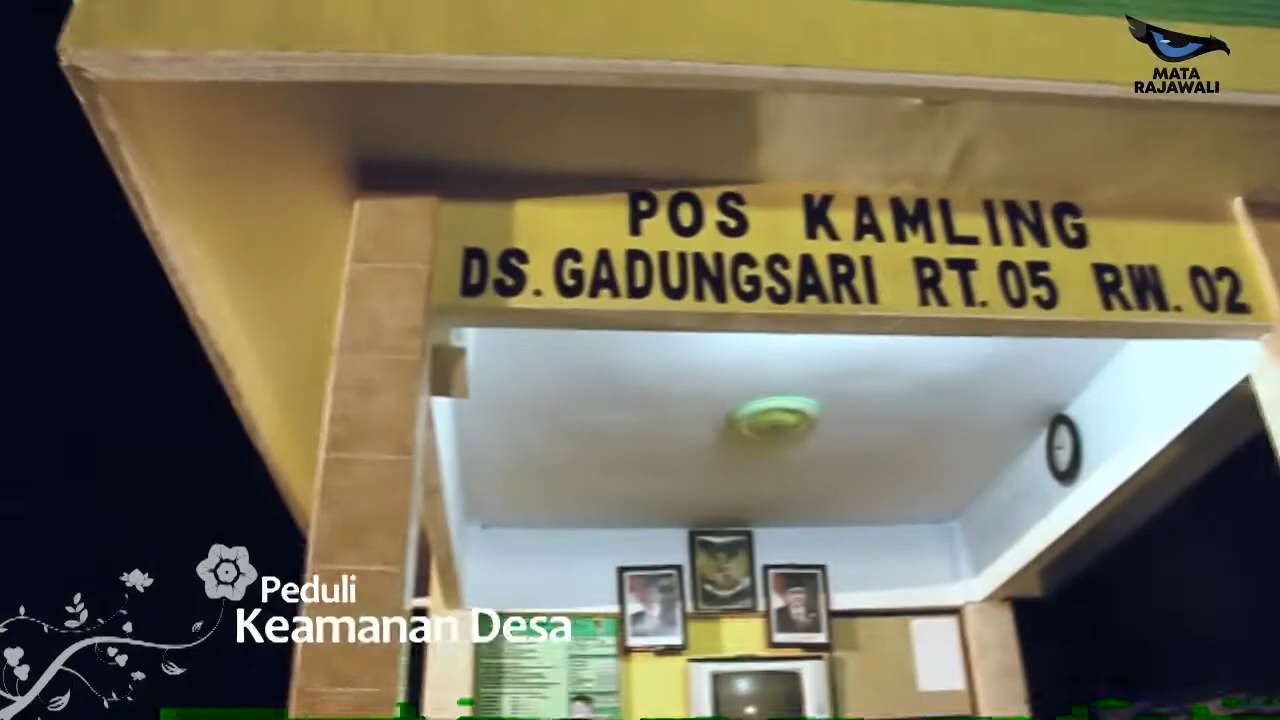 MATA
RAJAWALI
POS KAMLING
DS. GADUNGSARI RT. 05 RW. 02
Peduli
Keamanan Desa